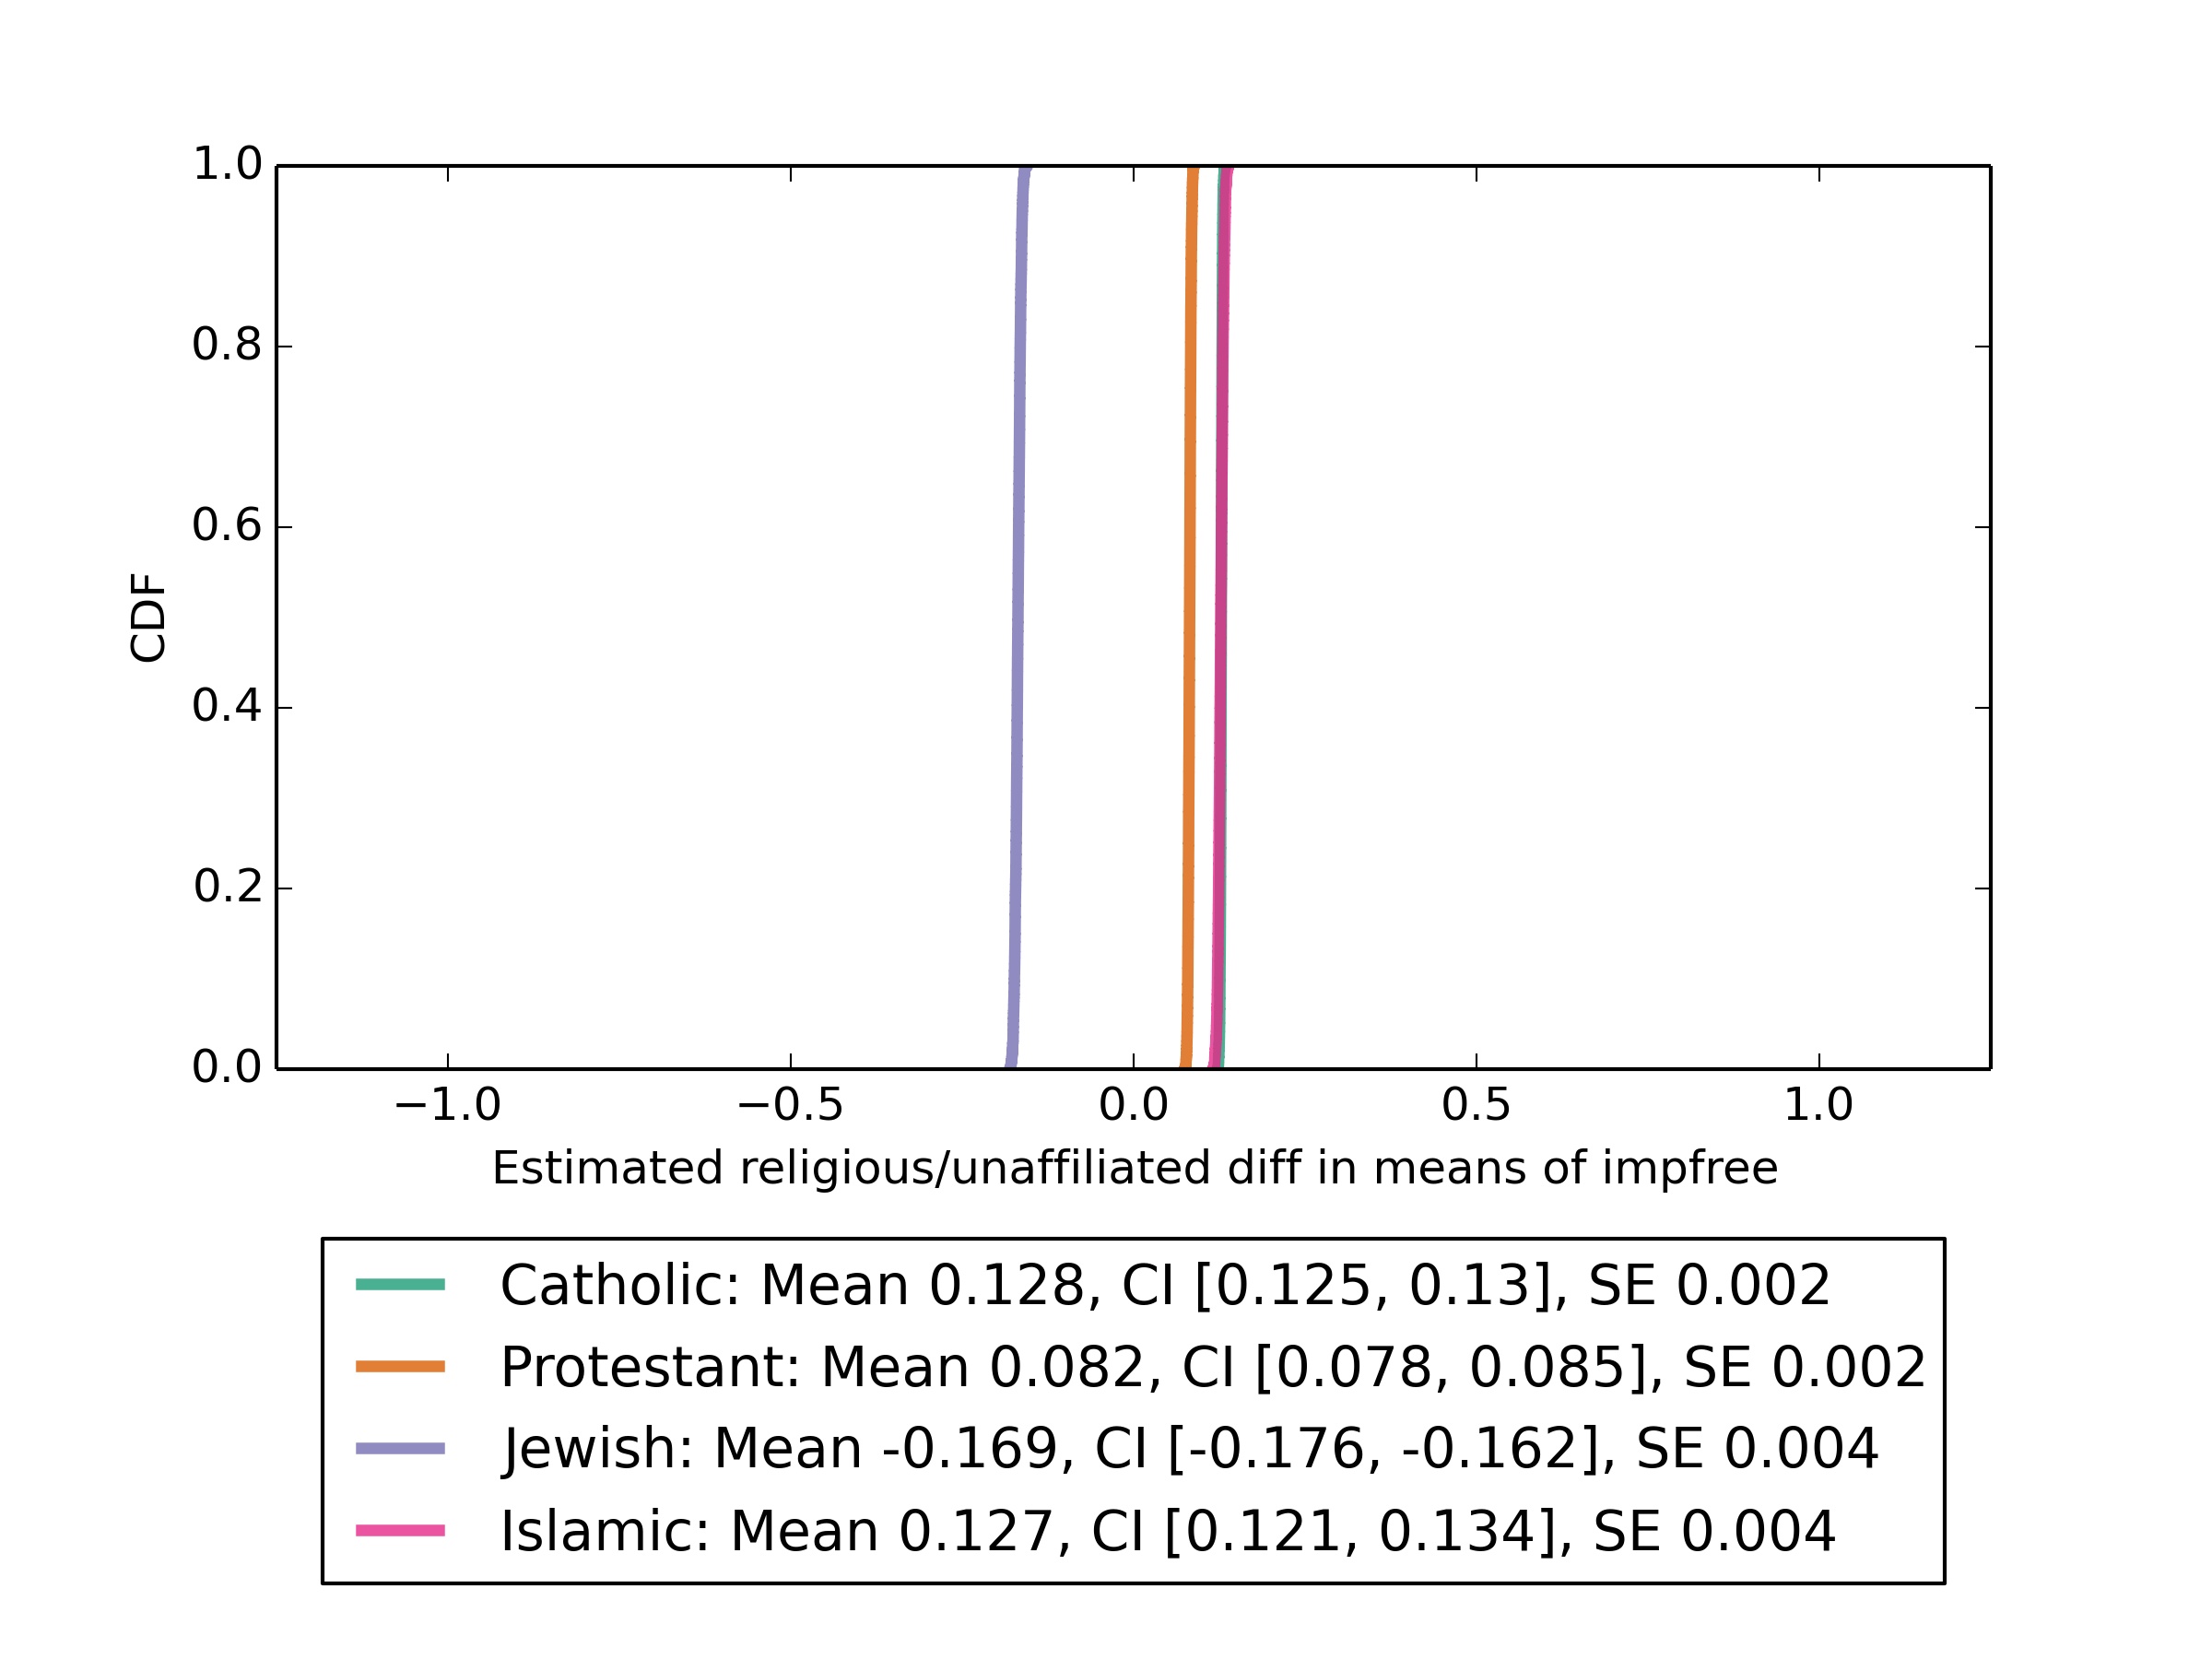 1.0
0.8
0.6
0.4
0.2
0.0
CDF
−1.0 −0.5 0.0 0.5 1.0
Estimated religious/unaffiliated diff in means of impfree
Catholic: Mean 0.128, CI [0.125, 0.13], SE 0.002
Protestant: Mean 0.082, CI [0.078, 0.085], SE 0.002
Jewish: Mean -0.169, CI [-0.176, -0.162], SE 0.004
Islamic: Mean 0.127, CI [0.121, 0.134], SE 0.004